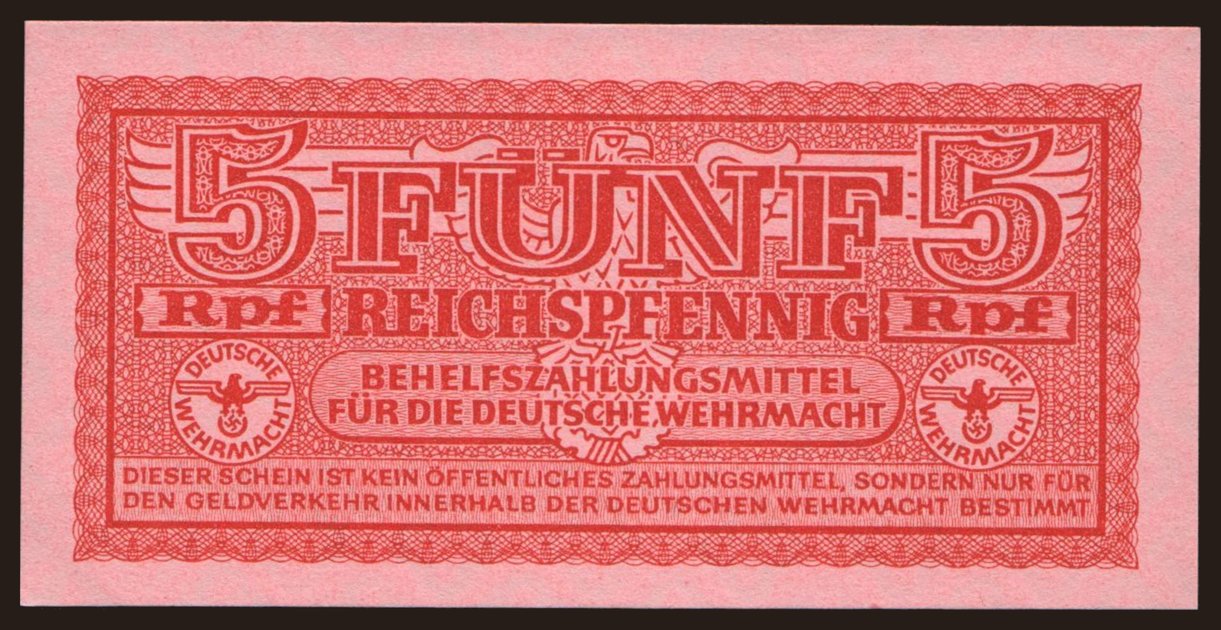 5 FÜNF 5
Rpf REICHSPFENNIG Rpf
DEUTSCHE WEHRMACHT
BEHELFSZAHLUNGSMITTEL
FÜR DIE DEUTSCHE WEHRMACHT
DEUTSCHE WEHRMACHT
DIESER SCHEIN IST KEIN ÖFFENTLICHES ZAHLUNGSMITTEL, SONDERN NUR FÜR
DEN GELDVERKEHR INNERHALB DER DEUTSCHEN WEHRMACHT BESTIMMT